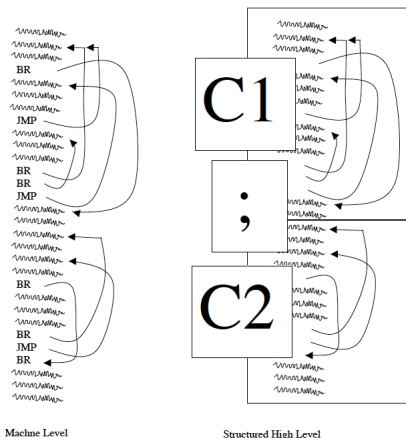 BR
JMP
BR
BR
JMP
BR
BR
JMP
BR
C1
;
C2
Machne Level
Structured High Level